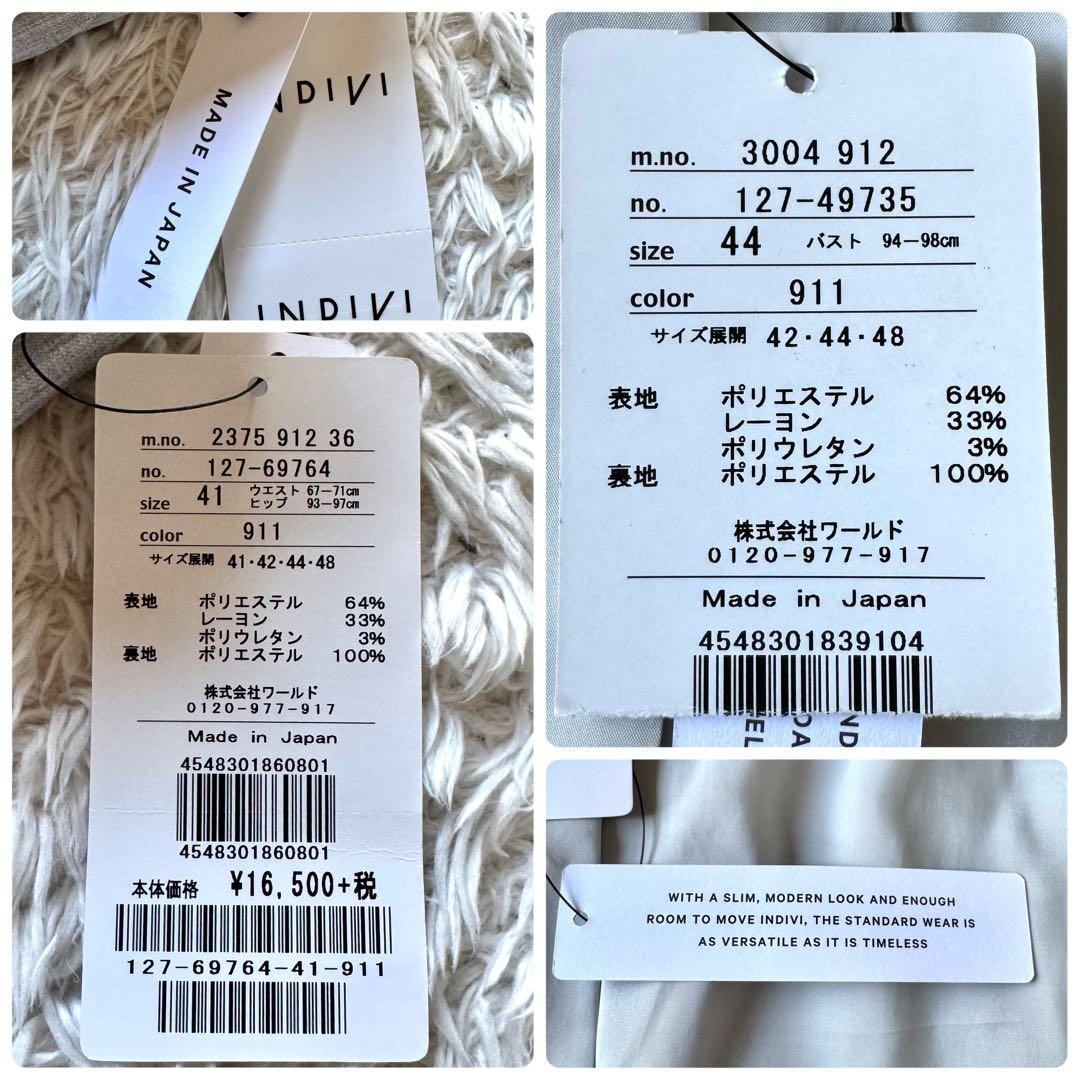 MADE IN JAPAN
INDIVI
INDIVI
m.no. 2375 912 36
no. 127-69764
size 41 ウエスト 67-71cm
ヒップ 93-97cm
color 911
サイズ展開 41・42・44・48
表地 ポリエステル 64%
レーヨン 33%
ポリウレタン 3%
裏地 ポリエステル 100%
株式会社ワールド
0120-977-917
Made in Japan
4548301860801
4548301860801
本体価格 ¥16,500+税
127-69764-41-911
m.no. 3004 912
no. 127-49735
size 44 バスト 94-98cm
color 911
サイズ展開 42・44・48
表地 ポリエステル 64%
レーヨン 33%
ポリウレタン 3%
裏地 ポリエステル 100%
株式会社ワールド
0120-977-917
Made in Japan
4548301839104
WITH A SLIM, MODERN LOOK AND ENOUGH
ROOM TO MOVE INDIVI, THE STANDARD WEAR IS
AS VERSATILE AS IT IS TIMELESS